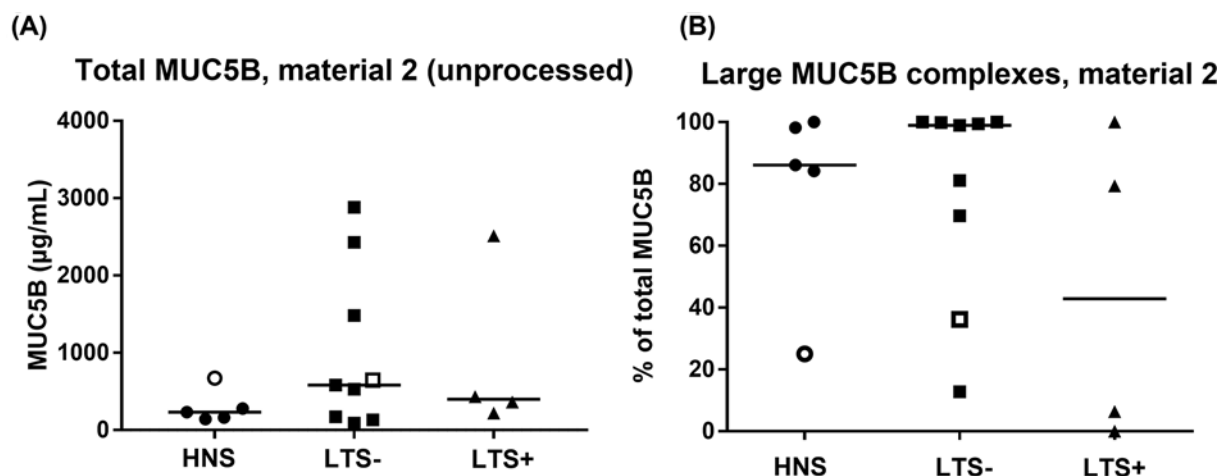 (A)
Total MUC5B, material 2 (unprocessed)
MUC5B (µg/mL)
4000
3000
2000
1000
0
HNS
LTS-
LTS+
(B)
Large MUC5B complexes, material 2
% of total MUC5B
100
80
60
40
20
0
HNS
LTS-
LTS+